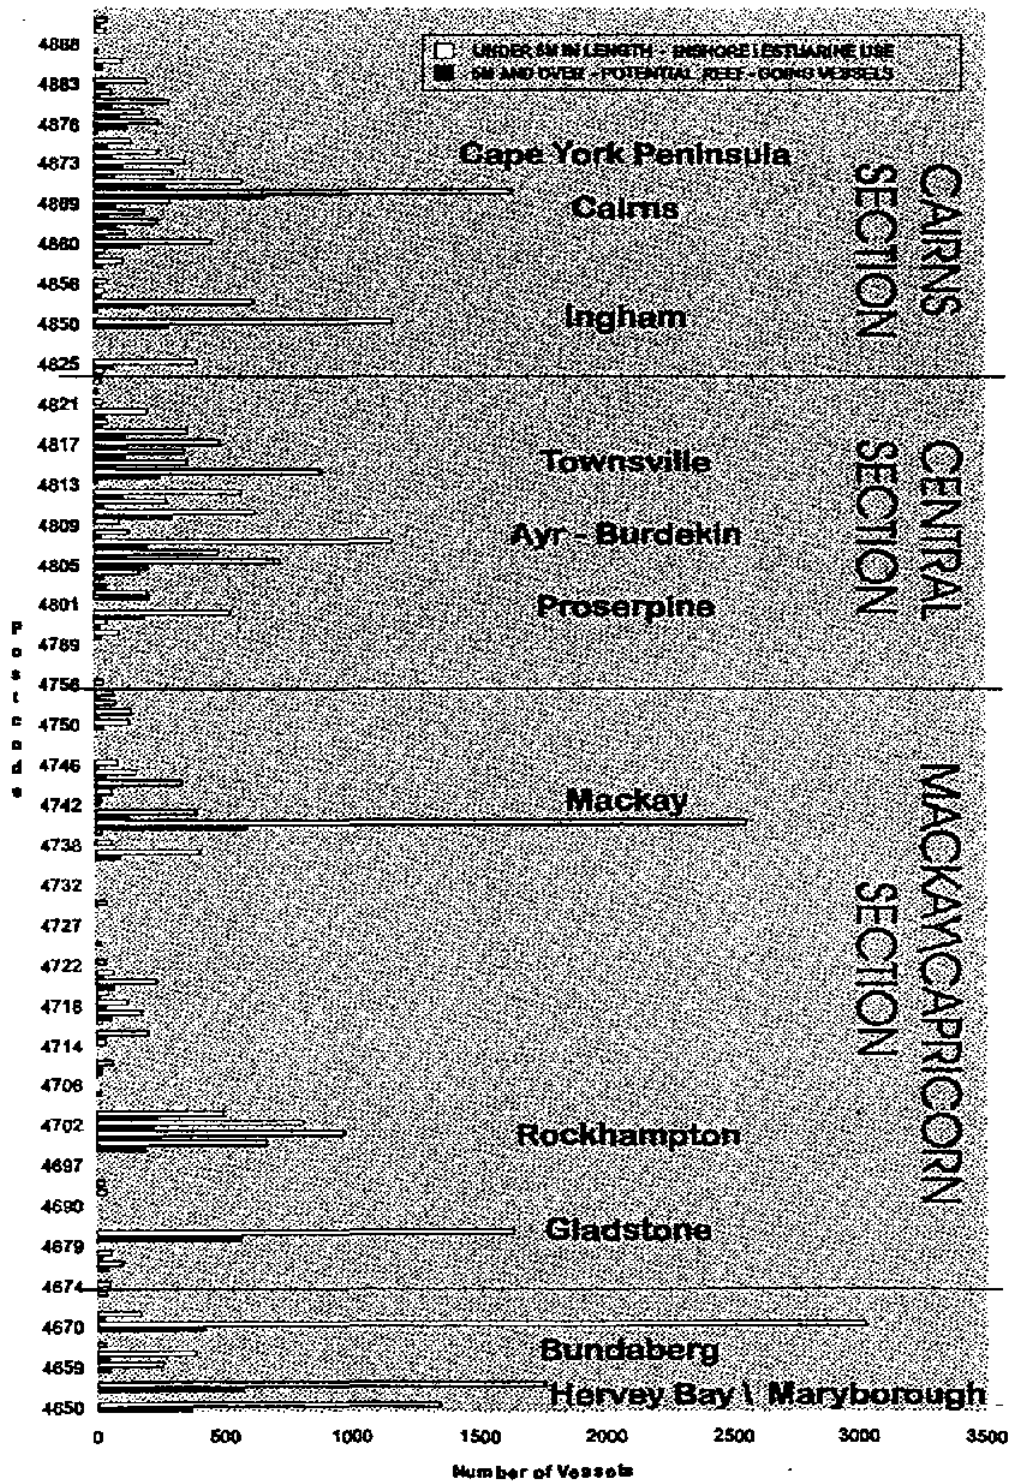 UNDER 5M IN LENGTH - INSHORE \ ESTUARINE USE
5M AND OVER - POTENTIAL REEF - GOING VESSELS
4888
4883
4876
4873
4869
4860
4856
4850
4825
4821
4817
4813
4809
4805
4801
4789
4756
4750
4746
4742
4738
4732
4727
4722
4718
4714
4706
4702
4697
4690
4679
4674
4670
4659
4650
Postcode
Cape York Peninsula
Cairns
Ingham
CAIRNS
SECTION
Townsville
Ayr - Burdekin
Proserpine
CENTRAL
SECTION
Mackay
Rockhampton
Gladstone
MACKAY\CAPRICORN
SECTION
Bundaberg
Hervey Bay \ Maryborough
0 500 1000 1500 2000 2500 3000 3500
Number of Vessels